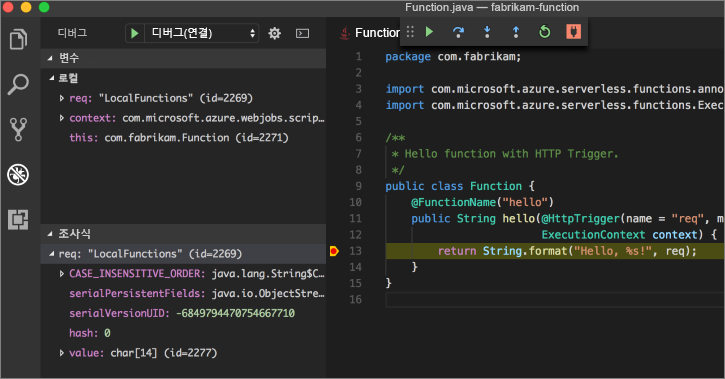 Function.java — fabrikam-function
디버그
디버그(연결)
Function
변수
로컬
req: "LocalFunctions" (id=2269)
context: com.microsoft.azure.webjobs.scrip…
this: com.fabrikam.Function (id=2271)
조사식
req: "LocalFunctions" (id=2269)
CASE_INSENSITIVE_ORDER: java.lang.String$C…
serialPersistentFields: java.io.ObjectStre…
serialVersionUID: -6849794470754667710
hash: 0
value: char[14] (id=2277)
1 package com.fabrikam;
2
3 import com.microsoft.azure.serverless.functions.anno
4 import com.microsoft.azure.serverless.functions.Exec
5
6 /**
7 * Hello function with HTTP Trigger.
8 */
9 public class Function {
10 @FunctionName("hello")
11 public String hello(@HttpTrigger(name = "req", m
12 ExecutionContext context) {
13 return String.format("Hello, %s!", req);
14 }
15 }
16